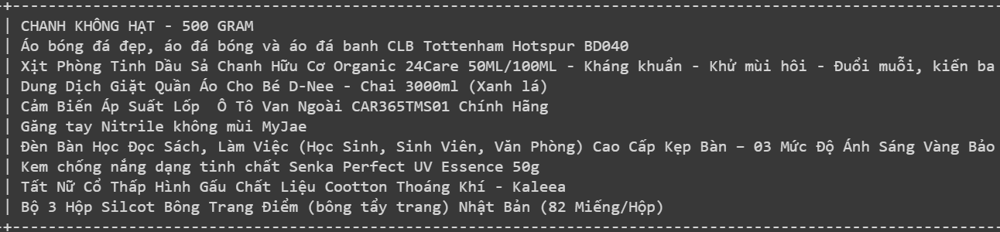 CHANH KHÔNG HẠT - 500 GRAM
Áo bóng đá đẹp, áo đá bóng và áo đá banh CLB Tottenham Hotspur BD040
Xịt Phòng Tinh Dầu Sả Chanh Hữu Cơ Organic 24Care 50ML/100ML - Kháng khuẩn - Khử mùi hôi - Đuổi muỗi, kiến ba
Dung Dịch Giặt Quần Áo Cho Bé D-Nee - Chai 3000ml (Xanh lá)
Cảm Biến Áp Suất Lốp  Ô Tô Van Ngoài CAR365TMS01 Chính Hãng
Găng tay Nitrile không mùi MyJae
Đèn Bàn Học Đọc Sách, Làm Việc (Học Sinh, Sinh Viên, Văn Phòng) Cao Cấp Kẹp Bàn – 03 Mức Độ Ánh Sáng Vàng Bảo
Kem chống nắng dạng tinh chất Senka Perfect UV Essence 50g
Tất Nữ Cổ Thấp Hình Gấu Chất Liệu Cootton Thoáng Khí - Kaleea
Bộ 3 Hộp Silcot Bông Trang Điểm (bông tẩy trang) Nhật Bản (82 Miếng/Hộp)